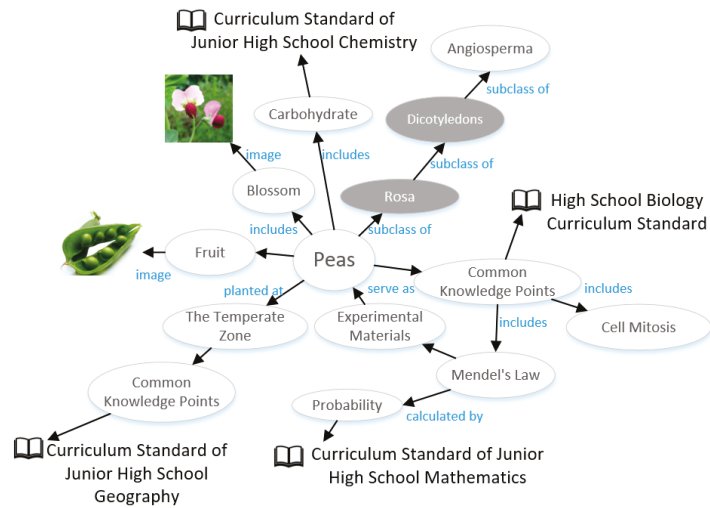 Curriculum Standard of
Junior High School Chemistry
Angiosperma
subclass of
Carbohydrate
Dicotyledons
image
includes
subclass of
Blossom
Rosa
High School Biology
Curriculum Standard
includes
subclass of
Fruit
Peas
image
planted at
serve as
Common
Knowledge Points
includes
The Temperate
Zone
Experimental
Materials
includes
Cell Mitosis
Common
Knowledge Points
Mendel's Law
Probability
calculated by
Curriculum Standard of
Junior High School
Geography
Curriculum Standard of Junior
High School Mathematics